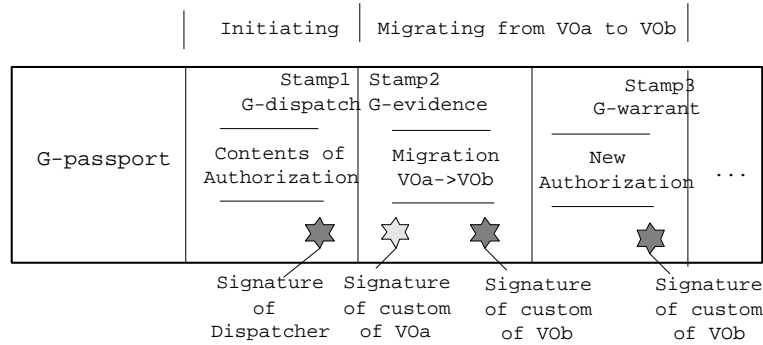 Initiating
Migrating from VOa to VOb
G-passport
Stamp1
G-dispatch
Contents of
Authorization
Stamp2
G-evidence
Migration
VOa->VOb
Stamp3
G-warrant
New
Authorization
...
Signature
of
Dispatcher
Signature
of custom
of VOa
Signature
of custom
of VOb
Signature
of custom
of VOb